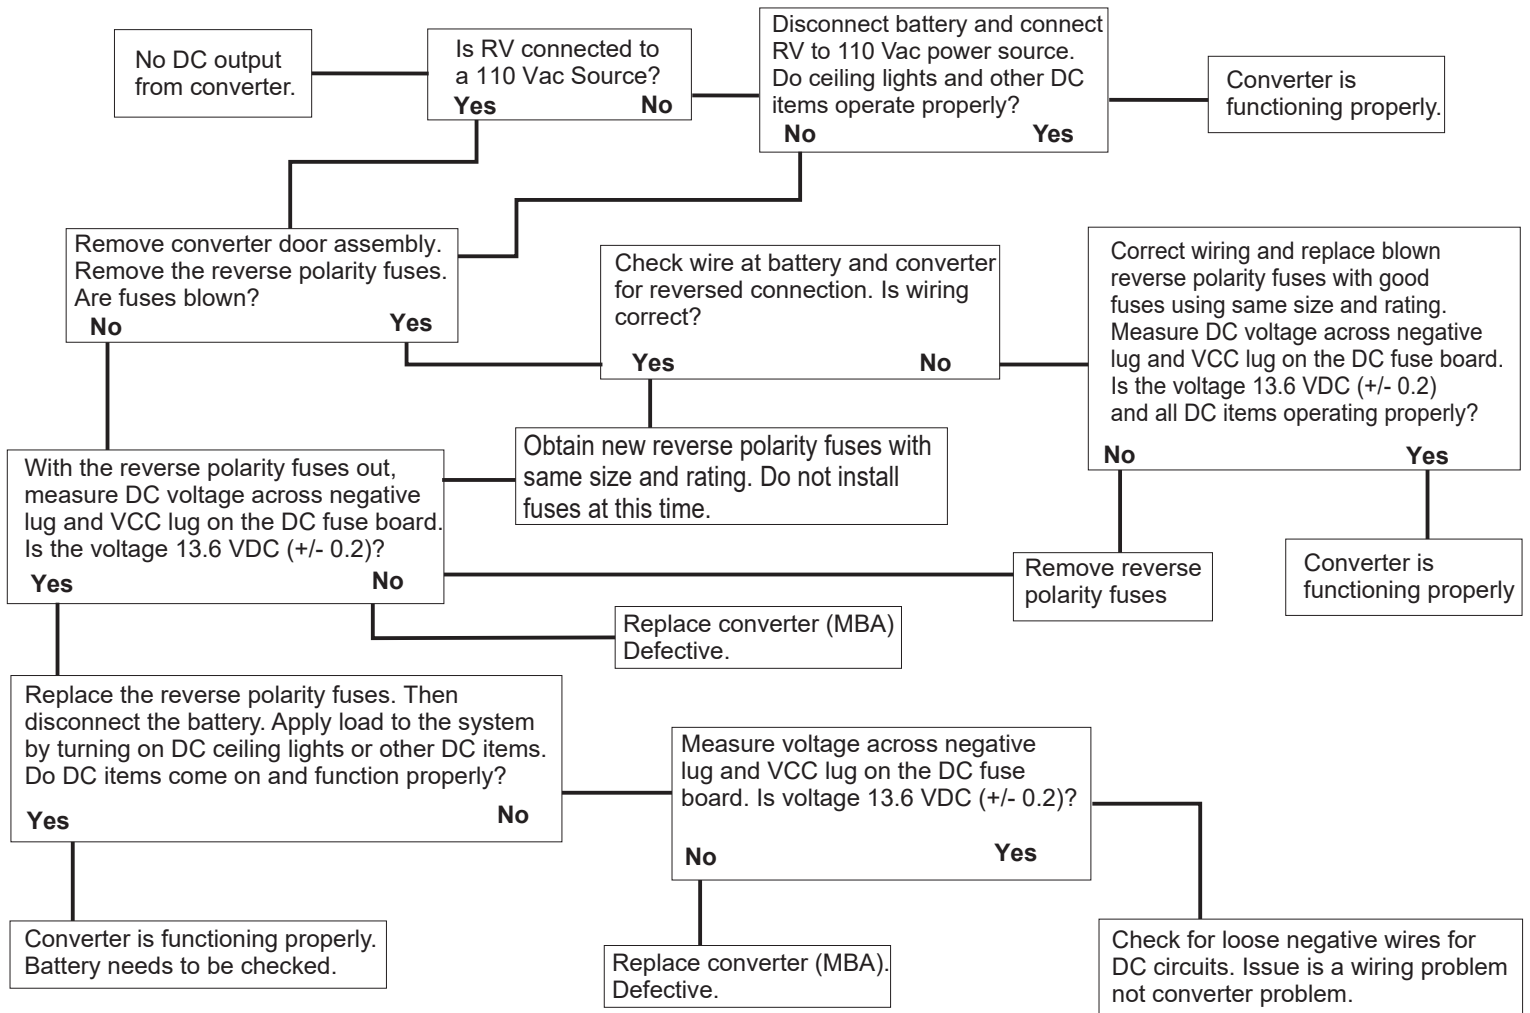 No DC output
from converter.
Is RV connected to
a 110 Vac Source?
Yes No
Disconnect battery and connect
RV to 110 Vac power source.
Do ceiling lights and other DC
items operate properly?
No Yes
Converter is
functioning properly.
Remove converter door assembly.
Remove the reverse polarity fuses.
Are fuses blown?
No Yes
Check wire at battery and converter
for reversed connection. Is wiring
correct?
Yes No
Correct wiring and replace blown
reverse polarity fuses with good
fuses using same size and rating.
Measure DC voltage across negative
lug and VCC lug on the DC fuse board.
Is the voltage 13.6 VDC (+/- 0.2)
and all DC items operating properly?
No Yes
With the reverse polarity fuses out,
measure DC voltage across negative
lug and VCC lug on the DC fuse board.
Is the voltage 13.6 VDC (+/- 0.2)?
Yes No
Obtain new reverse polarity fuses with
same size and rating. Do not install
fuses at this time.
Remove reverse
polarity fuses
Converter is
functioning properly
Replace converter (MBA)
Defective.
Replace the reverse polarity fuses. Then
disconnect the battery. Apply load to the system
by turning on DC ceiling lights or other DC items.
Do DC items come on and function properly?
Yes No
Measure voltage across negative
lug and VCC lug on the DC fuse
board. Is voltage 13.6 VDC (+/- 0.2)?
No Yes
Converter is functioning properly.
Battery needs to be checked.
Replace converter (MBA).
Defective.
Check for loose negative wires for
DC circuits. Issue is a wiring problem
not converter problem.